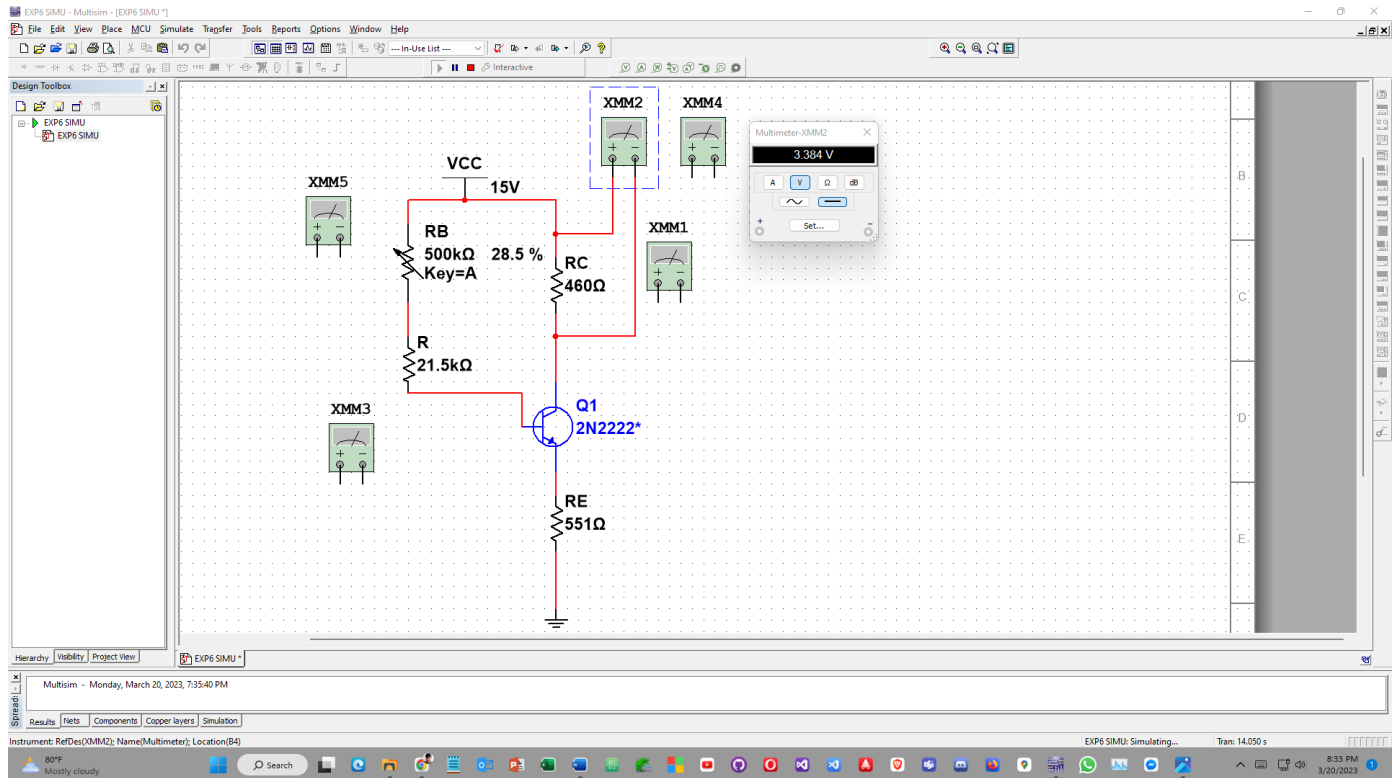 EXP6 SIMU - Multisim - [EXP6 SIMU *]
File Edit View Place MCU Simulate Transfer Tools Reports Options Window Help
--- In-Use List ---
Interactive
Design Toolbox
EXP6 SIMU
EXP6 SIMU
XMM2 XMM4
Multimeter-XMM2
3.384 V
A V Ω dB
+ Set... -
VCC
15V
XMM5
XMM1
RB
500kΩ 28.5 %
Key=A
RC
460Ω
R
21.5kΩ
XMM3
Q1
2N2222*
RE
551Ω
B
C
D
E
Hierarchy Visibility Project View
EXP6 SIMU *
Multisim - Monday, March 20, 2023, 7:35:40 PM
Results Nets Components Copper layers Simulation
Instrument: RefDes(XMM2); Name(Multimeter); Location(B4)
EXP6 SIMU: Simulating... Tran: 14.050 s
80°F
Mostly cloudy
Search
8:33 PM
3/20/2023